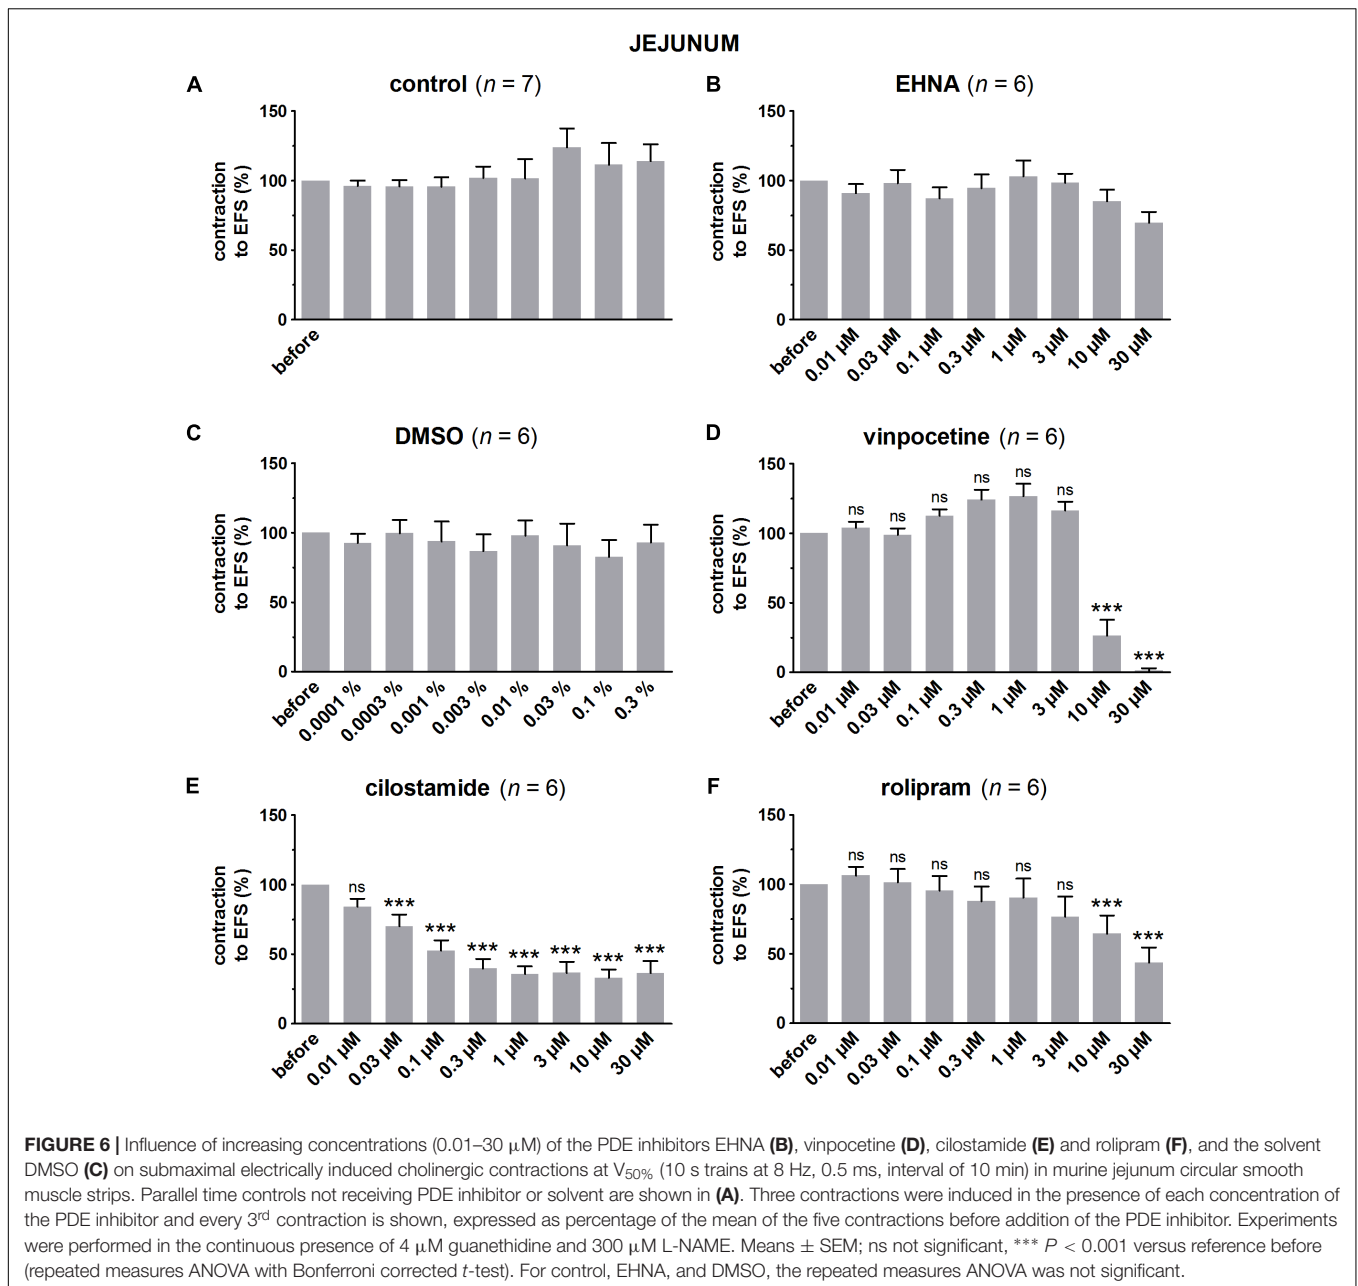 JEJUNUM
A
control (n = 7)
contraction
to EFS (%)
150
100
50
0
before
B
EHNA (n = 6)
contraction
to EFS (%)
150
100
50
0
before
0.01 µM
0.03 µM
0.1 µM
0.3 µM
1 µM
3 µM
10 µM
30 µM
C
DMSO (n = 6)
contraction
to EFS (%)
150
100
50
0
before
0.0001 %
0.0003 %
0.001 %
0.003 %
0.01 %
0.03 %
0.1 %
0.3 %
D
vinpocetine (n = 6)
contraction
to EFS (%)
150
100
50
0
ns
ns
ns
ns
ns
ns
***
***
before
0.01 µM
0.03 µM
0.1 µM
0.3 µM
1 µM
3 µM
10 µM
30 µM
E
cilostamide (n = 6)
contraction
to EFS (%)
150
100
50
0
ns
***
***
***
***
***
***
***
before
0.01 µM
0.03 µM
0.1 µM
0.3 µM
1 µM
3 µM
10 µM
30 µM
F
rolipram (n = 6)
contraction
to EFS (%)
150
100
50
0
ns
ns
ns
ns
ns
ns
***
***
before
0.01 µM
0.03 µM
0.1 µM
0.3 µM
1 µM
3 µM
10 µM
30 µM
FIGURE 6 | Influence of increasing concentrations (0.01–30 µM) of the PDE inhibitors EHNA (B), vinpocetine (D), cilostamide (E) and rolipram (F), and the solvent
DMSO (C) on submaximal electrically induced cholinergic contractions at V50% (10 s trains at 8 Hz, 0.5 ms, interval of 10 min) in murine jejunum circular smooth
muscle strips. Parallel time controls not receiving PDE inhibitor or solvent are shown in (A). Three contractions were induced in the presence of each concentration of
the PDE inhibitor and every 3rd contraction is shown, expressed as percentage of the mean of the five contractions before addition of the PDE inhibitor. Experiments
were performed in the continuous presence of 4 µM guanethidine and 300 µM L-NAME. Means ± SEM; ns not significant, *** P < 0.001 versus reference before
(repeated measures ANOVA with Bonferroni corrected t-test). For control, EHNA, and DMSO, the repeated measures ANOVA was not significant.